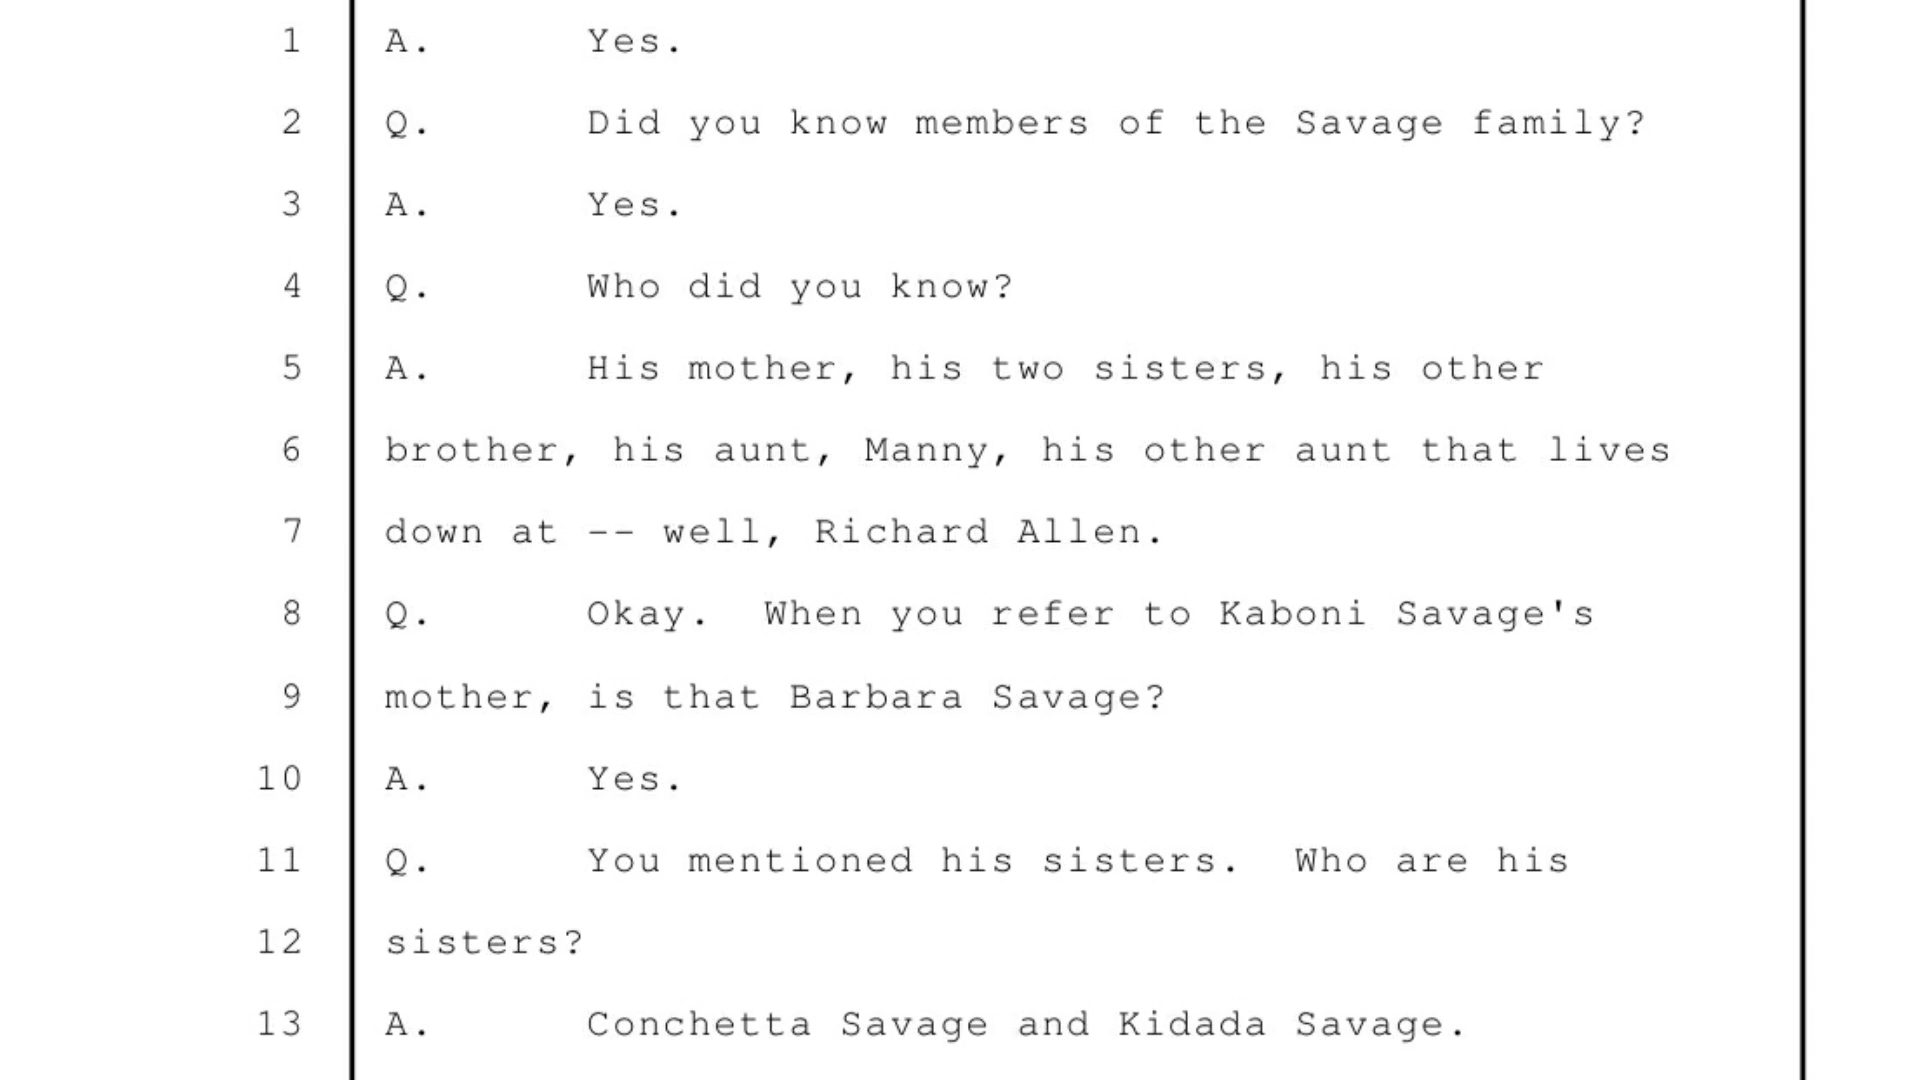 1 A. Yes.
2 Q. Did you know members of the Savage family?
3 A. Yes.
4 Q. Who did you know?
5 A. His mother, his two sisters, his other
6 brother, his aunt, Manny, his other aunt that lives
7 down at -- well, Richard Allen.
8 Q. Okay.  When you refer to Kaboni Savage's
9 mother, is that Barbara Savage?
10 A. Yes.
11 Q. You mentioned his sisters.  Who are his
12 sisters?
13 A. Conchetta Savage and Kidada Savage.